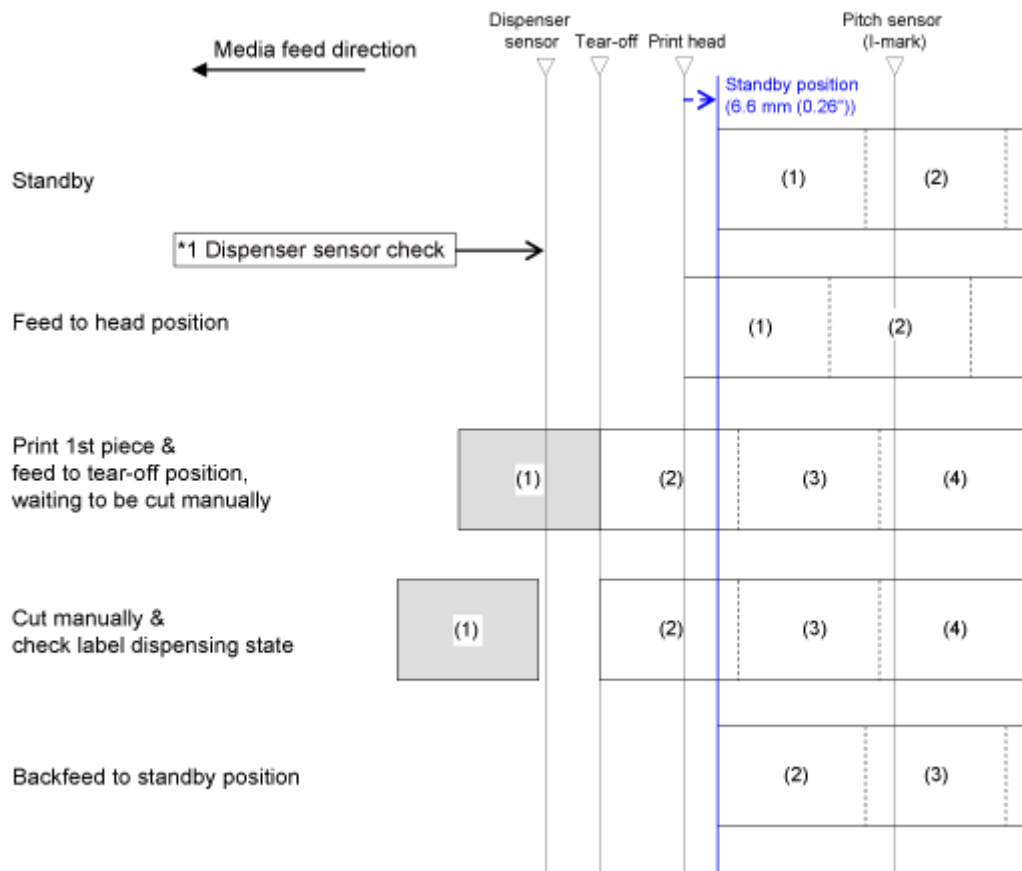 Dispenser
sensor
Tear-off
Print head
Pitch sensor
(I-mark)
Media feed direction
Standby position
(6.6 mm (0.26"))
Standby
(1)
(2)
*1 Dispenser sensor check
Feed to head position
(1)
(2)
Print 1st piece &
feed to tear-off position,
waiting to be cut manually
(1)
(2)
(3)
(4)
Cut manually &
check label dispensing state
(1)
(2)
(3)
(4)
Backfeed to standby position
(2)
(3)